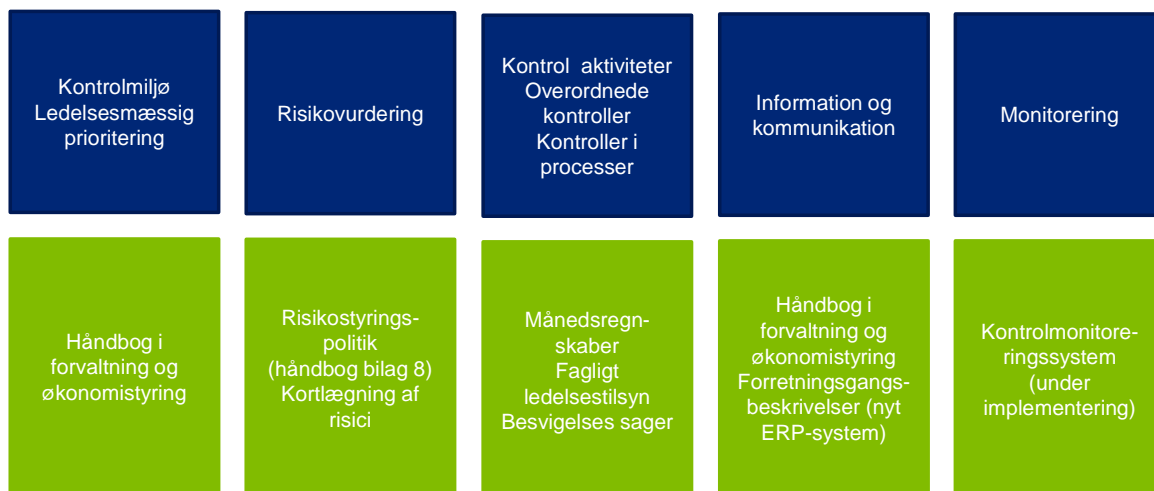 Kontrolmiljø
Ledelsesmæssig
prioritering
Risikovurdering
Kontrol aktiviteter
Overordnede
kontroller
Kontroller i
processer
Information og
kommunikation
Monitorering
Håndbog i
forvaltning og
økonomistyring
Risikostyrings-
politik
(håndbog bilag 8)
Kortlægning af
risici
Månedsregn-
skaber
Fagligt
ledelsestilsyn
Besvigelses sager
Håndbog i
forvaltning og
økonomistyring
Forretningsgangs-
beskrivelser (nyt
ERP-system)
Kontrolmonitore-
ringssystem
(under
implementering)